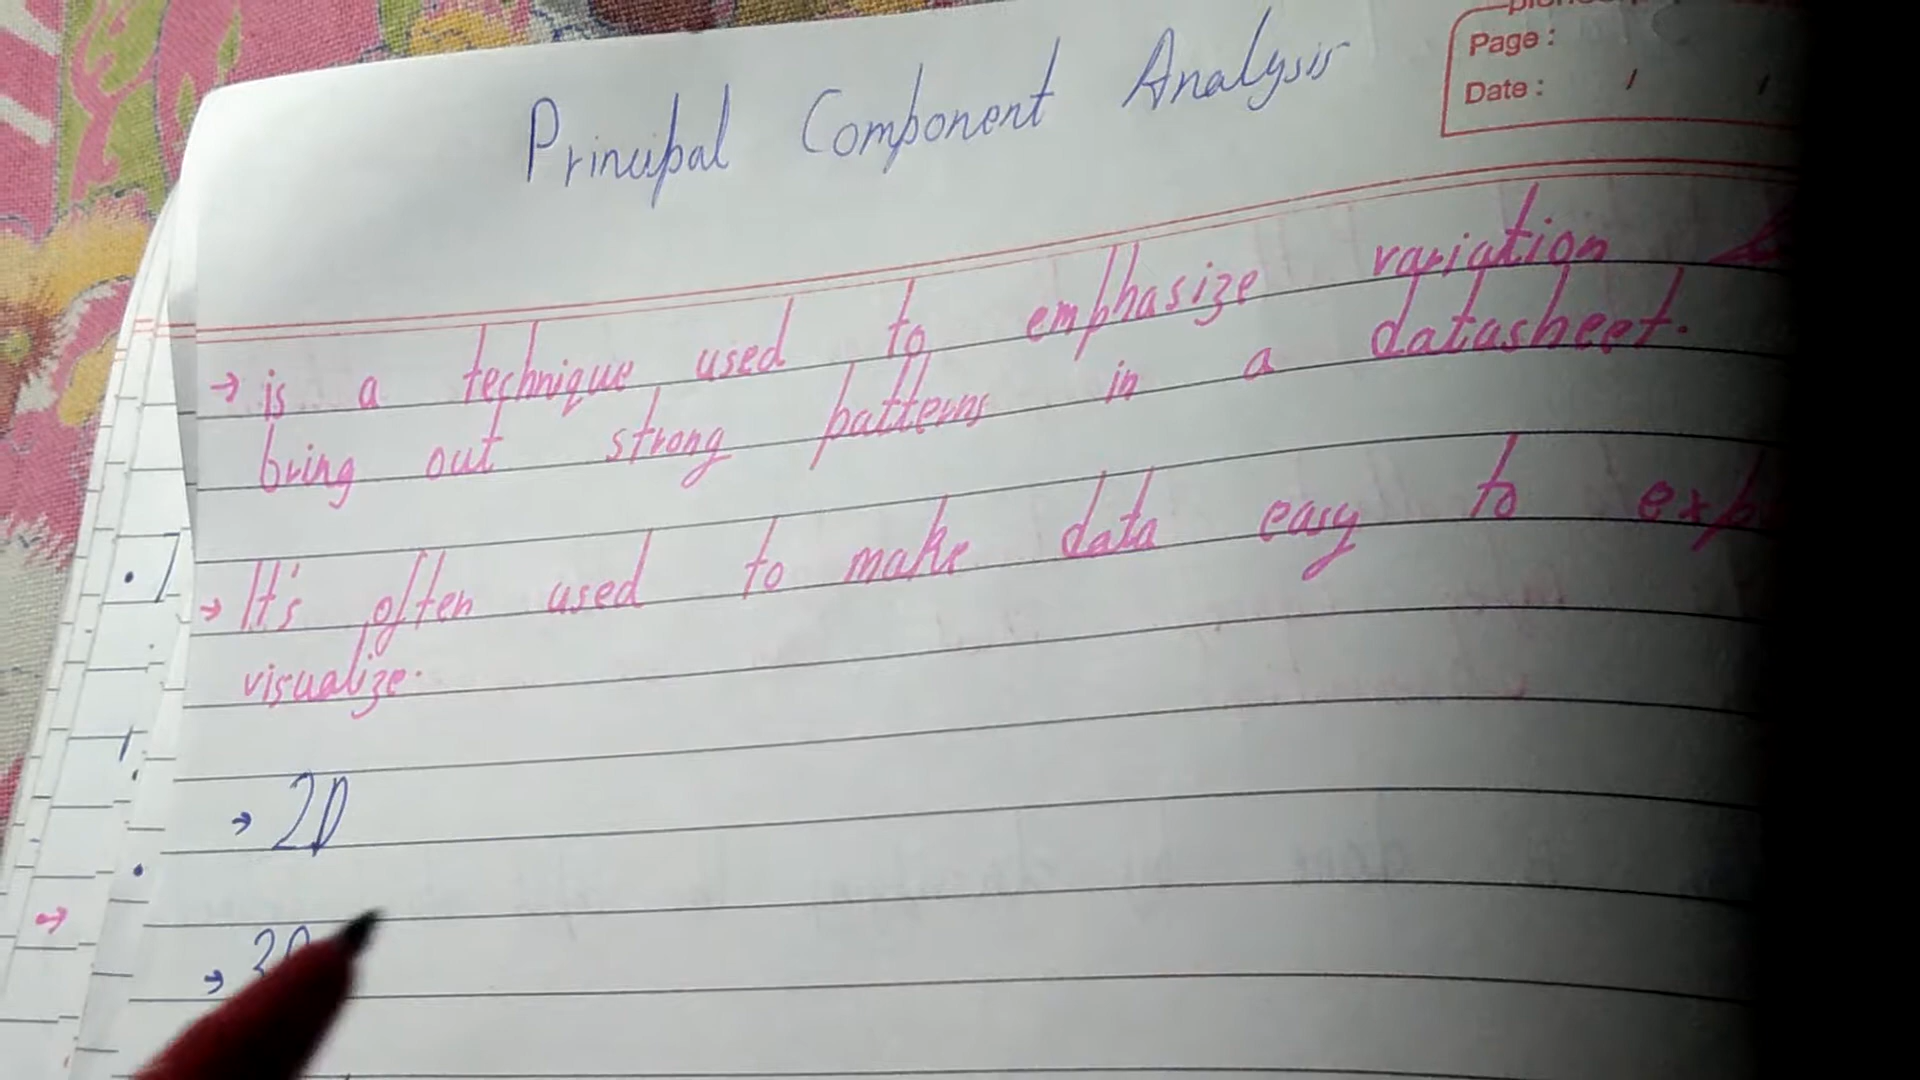 Principal Component Analysis
Page :
Date : / /
→ is a technique used to emphasize variation
bring out strong patterns in a datasheet.
→ It's often used to make data easy to
visualize.
→ 2D
→ 3D